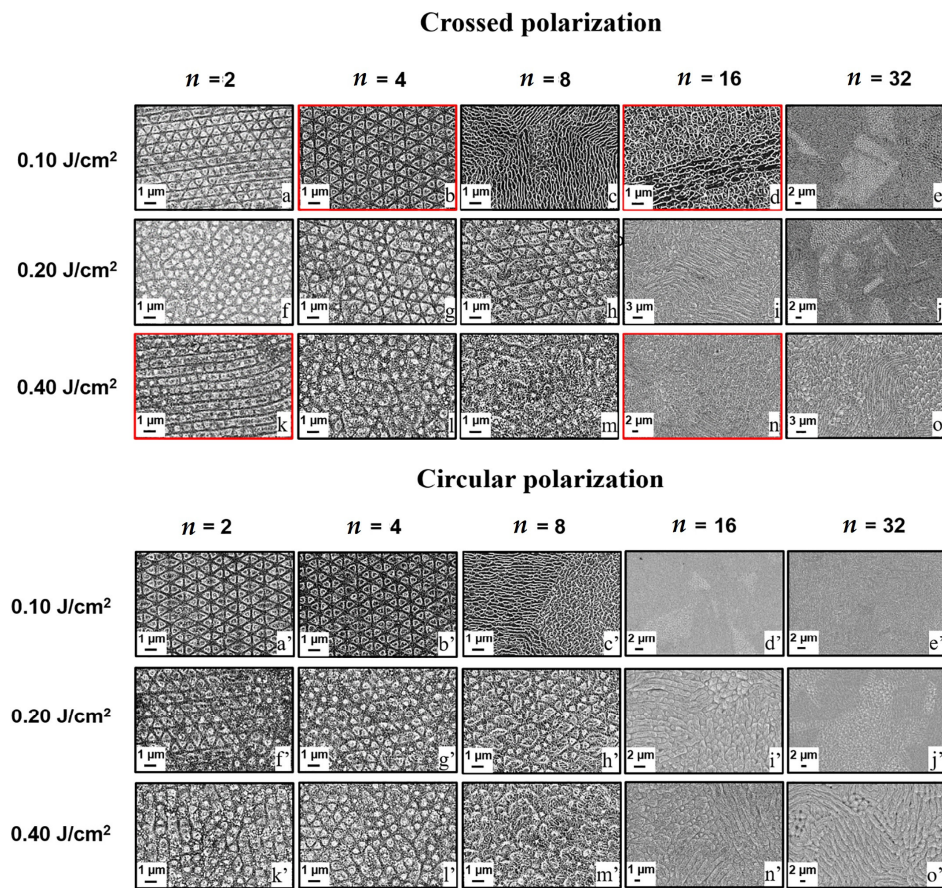 Crossed polarization
n = 2 n = 4 n = 8 n = 16 n = 32
0.10 J/cm²
1 µm a 1 µm b 1 µm c 1 µm d 2 µm e
0.20 J/cm²
1 µm f 1 µm g 1 µm h 3 µm i 2 µm j
0.40 J/cm²
1 µm k 1 µm l 1 µm m 2 µm n 3 µm o
Circular polarization
n = 2 n = 4 n = 8 n = 16 n = 32
0.10 J/cm²
1 µm a’ 1 µm b’ 1 µm c’ 2 µm d’ 2 µm e’
0.20 J/cm²
1 µm f’ 1 µm g’ 1 µm h’ 2 µm i’ 2 µm j’
0.40 J/cm²
1 µm k’ 1 µm l’ 1 µm m’ 1 µm n’ 2 µm o’